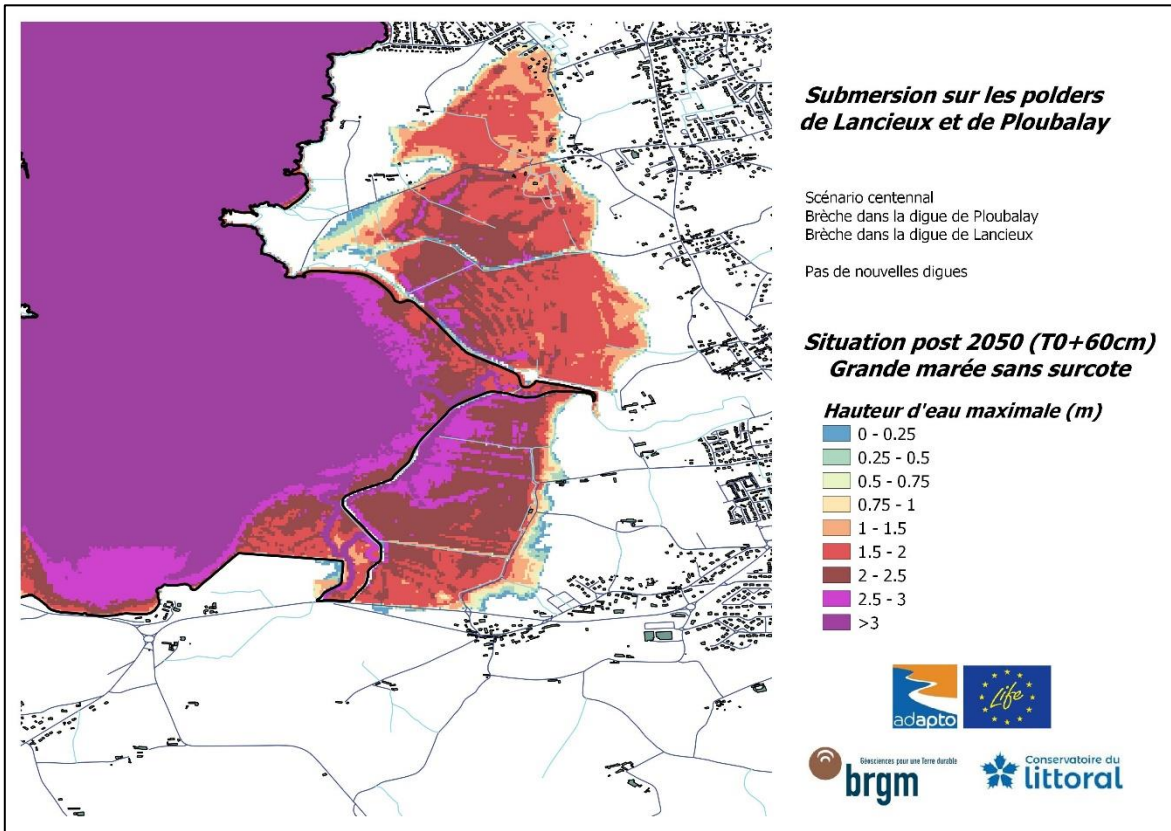 Submersion sur les polders
de Lancieux et de Ploubalay
Scénario centennal
Brèche dans la digue de Ploubalay
Brèche dans la digue de Lancieux
Pas de nouvelles digues
Situation post 2050 (T0+60cm)
Grande marée sans surcote
Hauteur d'eau maximale (m)
0 - 0.25
0.25 - 0.5
0.5 - 0.75
0.75 - 1
1 - 1.5
1.5 - 2
2 - 2.5
2.5 - 3
>3
adapto
Life
Géosciences pour une Terre durable
brgm
Conservatoire du
littoral